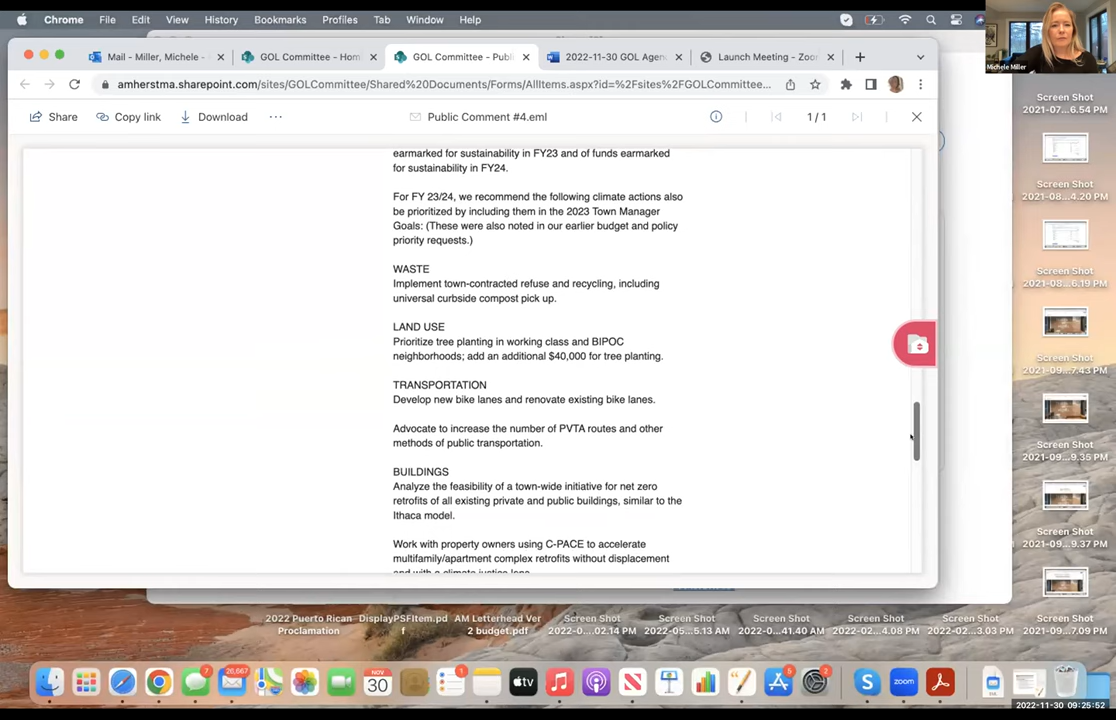 Chrome File Edit View History Bookmarks Profiles Tab Window Help
Michele Miller
Mail - Miller, Michele -
GOL Committee - Hom
GOL Committee - Publi
2022-11-30 GOL Agen
Launch Meeting - Zoo
amherstma.sharepoint.com/sites/GOLCommittee/Shared%20Documents/Forms/AllItems.aspx?id=%2Fsites%2FGOLCommittee...
Share Copy link Download ...
Public Comment #4.eml
1/1
earmarked for sustainability in FY23 and of funds earmarked
for sustainability in FY24.
For FY 23/24, we recommend the following climate actions also
be prioritized by including them in the 2023 Town Manager
Goals: (These were also noted in our earlier budget and policy
priority requests.)
WASTE
Implement town-contracted refuse and recycling, including
universal curbside compost pick up.
LAND USE
Prioritize tree planting in working class and BIPOC
neighborhoods; add an additional $40,000 for tree planting.
TRANSPORTATION
Develop new bike lanes and renovate existing bike lanes.
Advocate to increase the number of PVTA routes and other
methods of public transportation.
BUILDINGS
Analyze the feasibility of a town-wide initiative for net zero
retrofits of all existing private and public buildings, similar to the
Ithaca model.
Work with property owners using C-PACE to accelerate
multifamily/apartment complex retrofits without displacement
and with a climate justice lens.
Screen Shot
2021-07...6.54 PM
Screen Shot
2021-08...4.20 PM
Screen Shot
2021-08...6.19 PM
Screen Shot
2021-09...7.43 PM
Screen Shot
2021-09...9.35 PM
Screen Shot
2021-09...9.37 PM
Screen Shot
2021-09...7.09 PM
2022 Puerto Rican
Proclamation
DisplayPSFItem.pd
f
AM Letterhead Ver
2 budget.pdf
Screen Shot
2022-0....02.14 PM
Screen Shot
2022-05...5.13 AM
Screen Shot
2022-0...41.40 AM
Screen Shot
2022-02...4.08 PM
Screen Shot
2022-02...3.03 PM
7
26,667
NOV
30
1
tv
5
7
zoom
2022-11-30 09:25:52